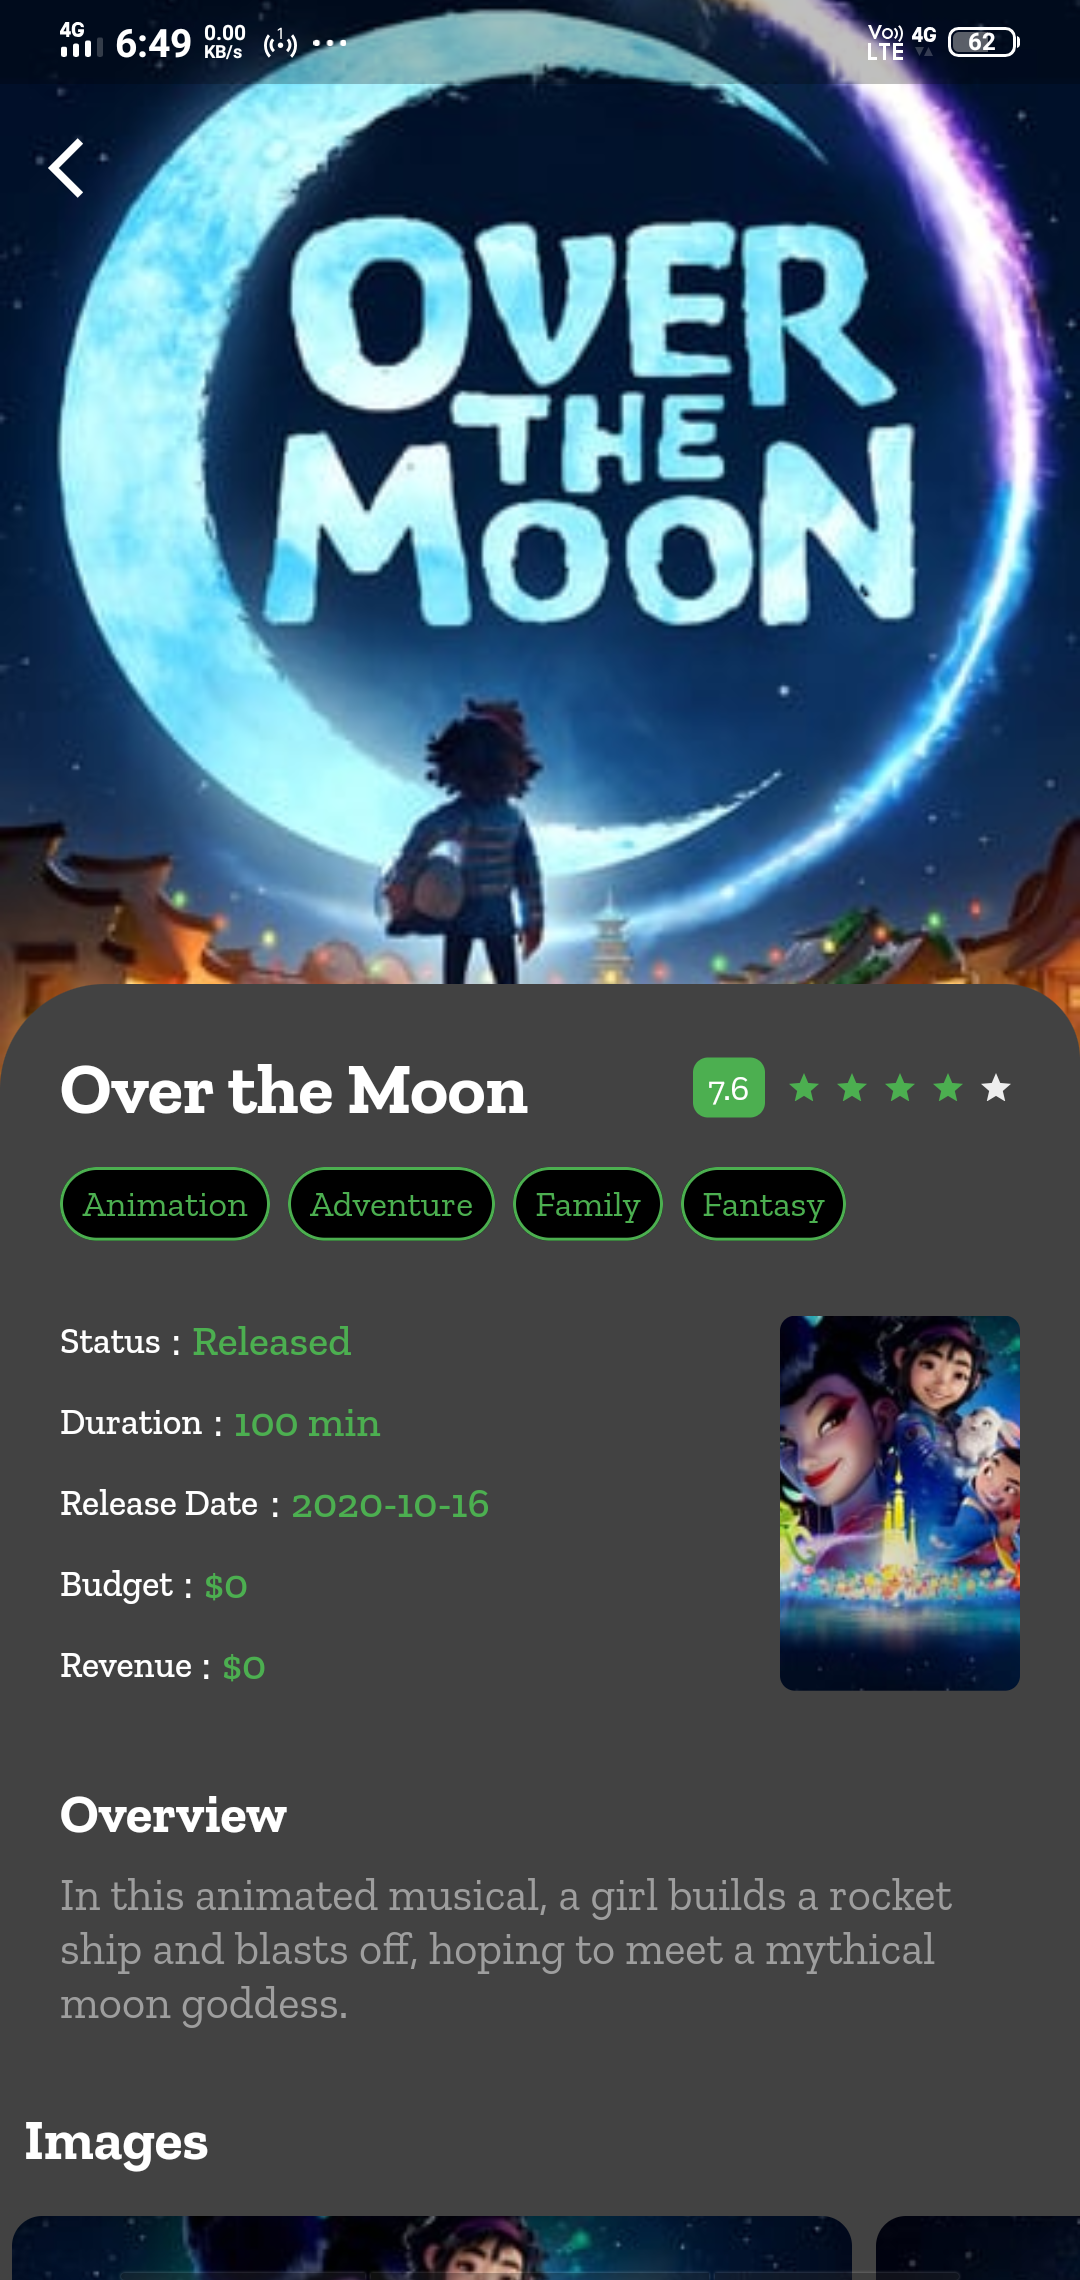 4G 6:49 0.00 KB/s 1 Vo)) LTE 4G 62
OVER
THE
MOON
Over the Moon 7.6
Animation Adventure Family Fantasy
Status : Released
Duration : 100 min
Release Date : 2020-10-16
Budget : $0
Revenue : $0
Overview
In this animated musical, a girl builds a rocket
ship and blasts off, hoping to meet a mythical
moon goddess.
Images